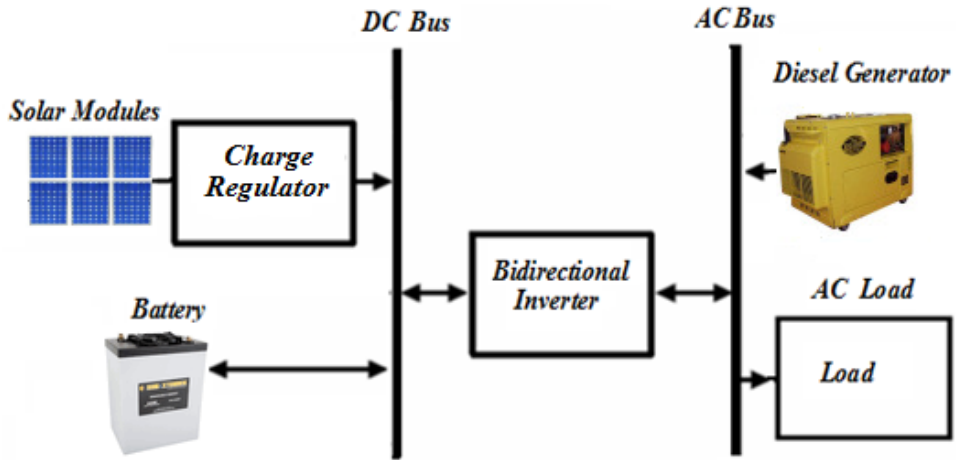 DC Bus
AC Bus
Diesel Generator
Solar Modules
Charge
Regulator
Bidirectional
Inverter
Battery
AC Load
Load